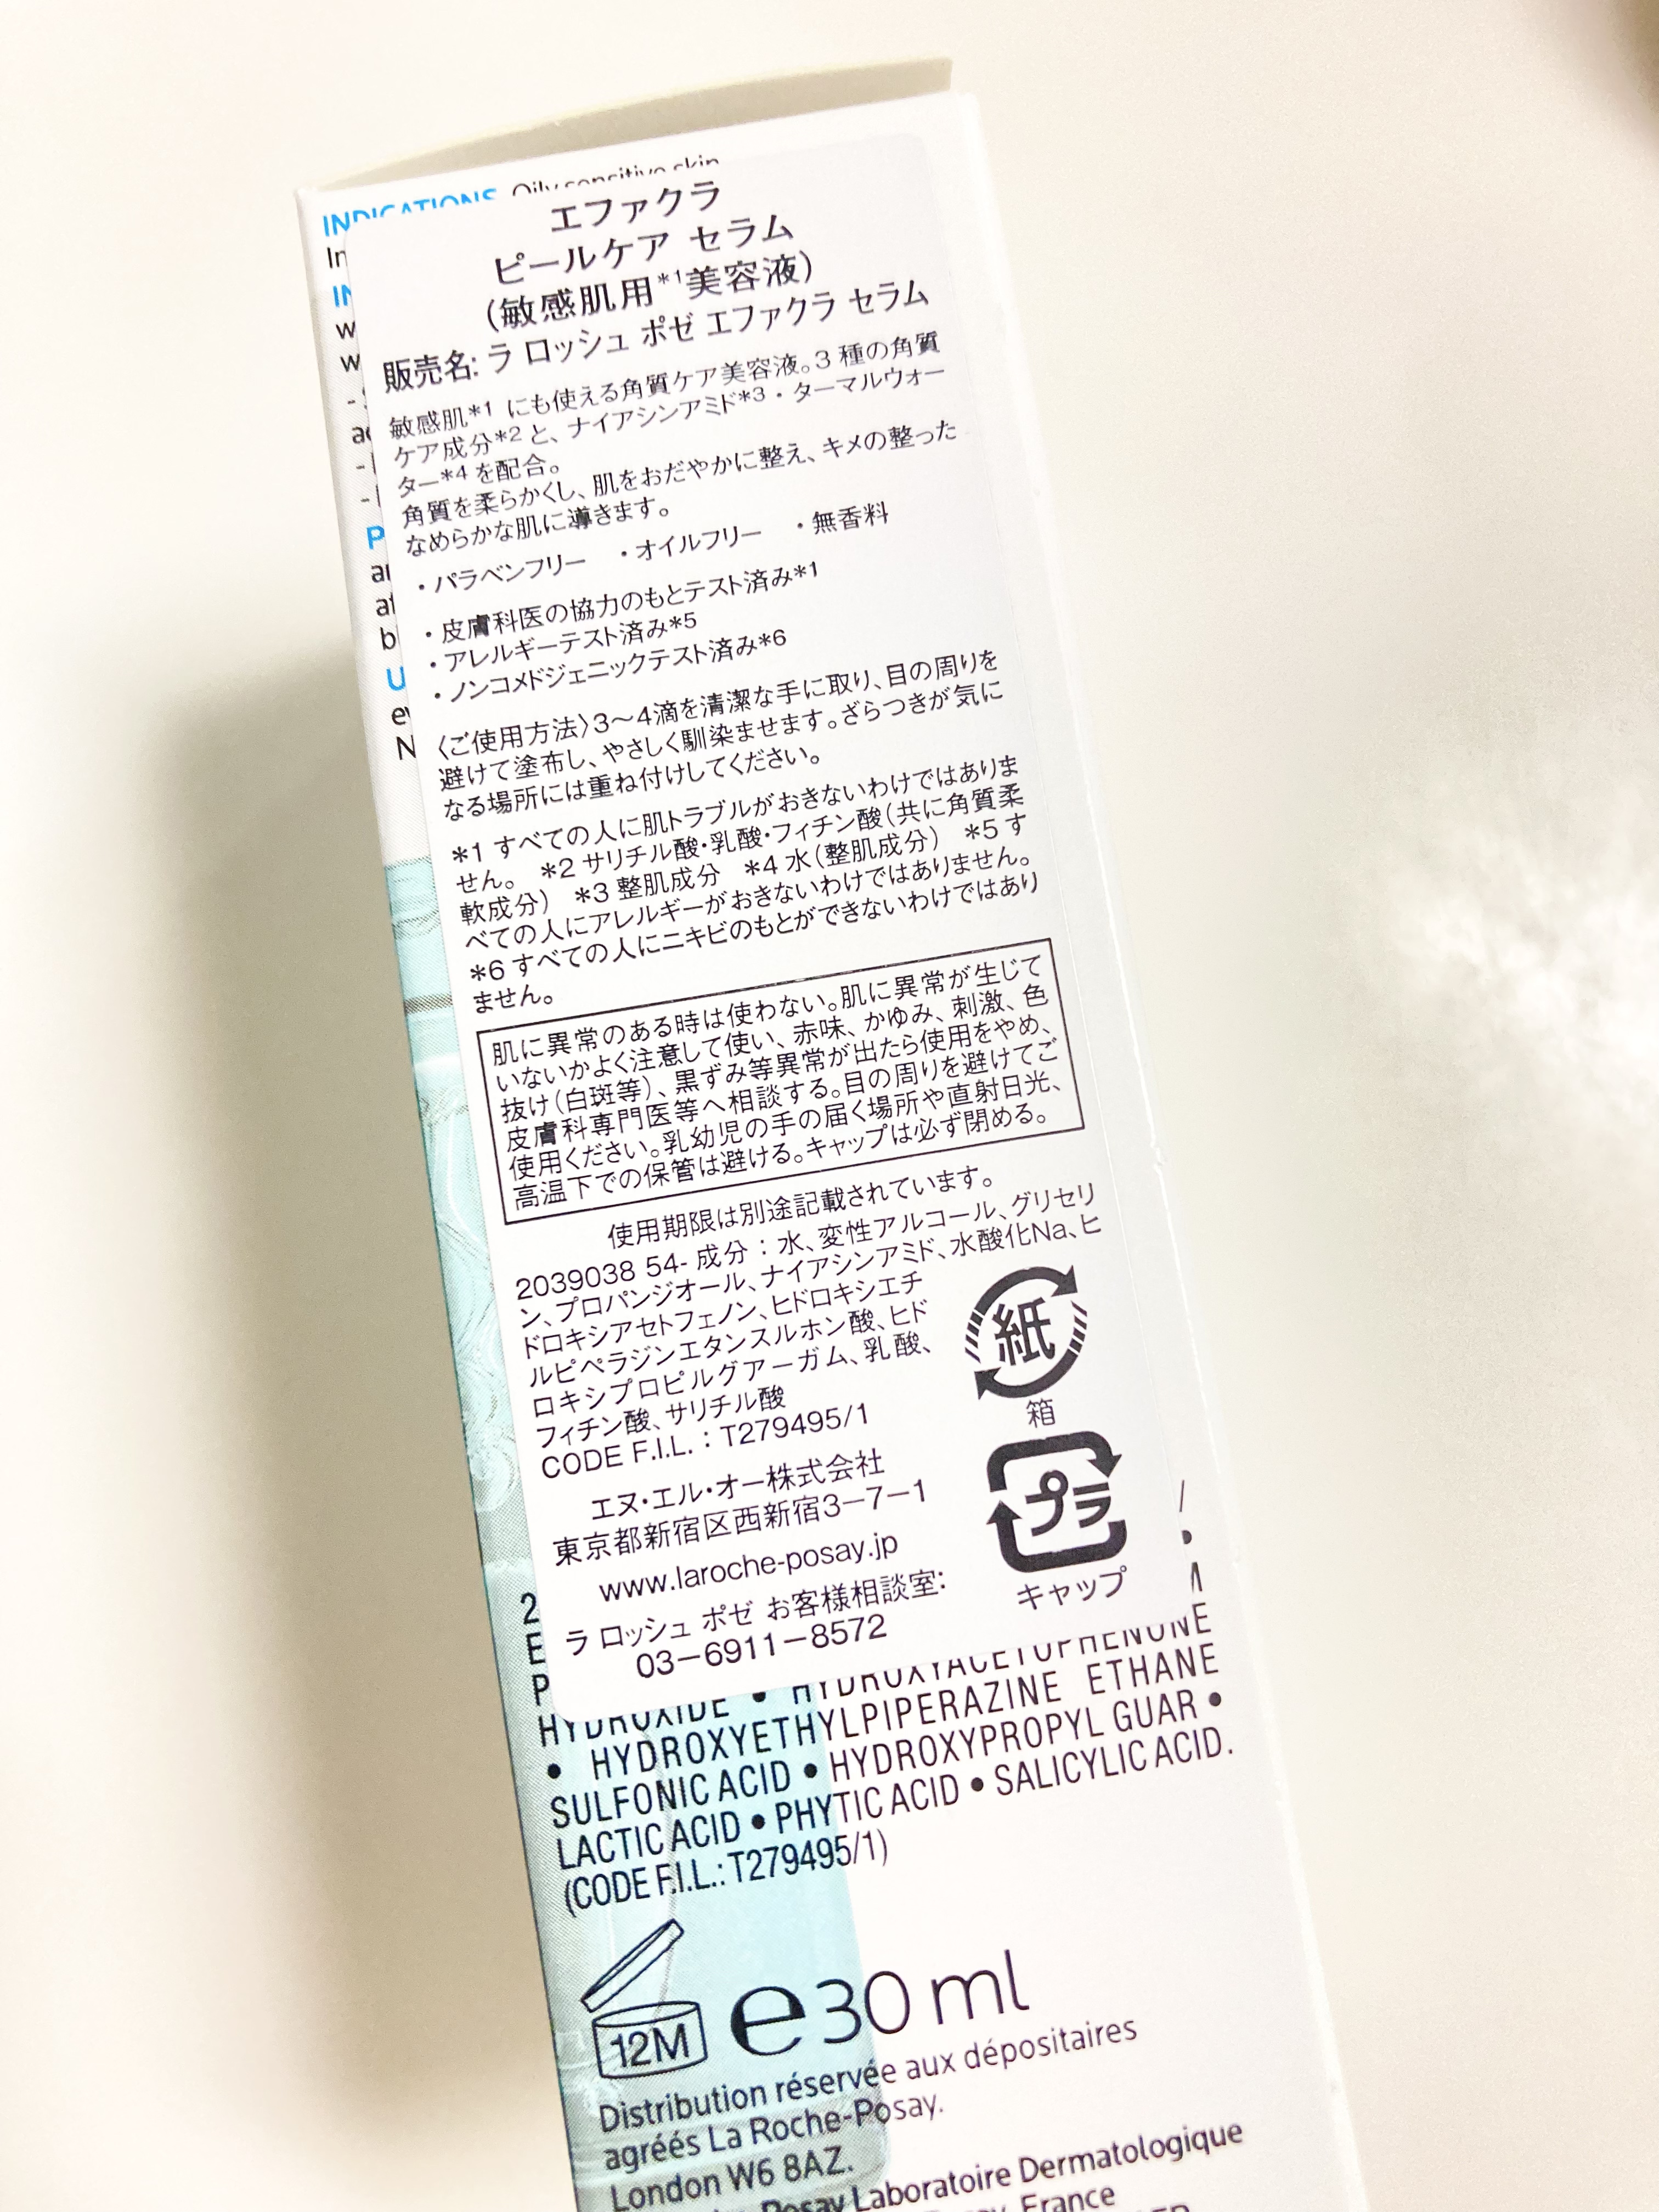 INDICATIONS Oily sensitive skin
エファクラ
ピールケア セラム
(敏感肌用*1美容液)
販売名: ラ ロッシュ ポゼ エファクラ セラム
敏感肌*1 にも使える角質ケア美容液。3 種の角質
ケア成分*2 と、ナイアシンアミド*3・ターマルウォー
ター*4 を配合。
角質を柔らかくし、肌をおだやかに整え、キメの整った
なめらかな肌に導きます。
・パラベンフリー ・オイルフリー ・無香料
・皮膚科医の協力のもとテスト済み*1
・アレルギーテスト済み*5
・ノンコメドジェニックテスト済み*6
〈ご使用方法〉3〜4滴を清潔な手に取り、目の周りを
避けて塗布し、やさしく馴染ませます。ざらつきが気に
なる場所には重ね付けしてください。
*1 すべての人に肌トラブルがおきないわけではありま
せん。 *2 サリチル酸・乳酸・フィチン酸(共に角質柔
軟成分) *3 整肌成分 *4 水(整肌成分) *5 す
べての人にアレルギーがおきないわけではありません。
*6 すべての人にニキビのもとができないわけではあり
ません。
肌に異常のある時は使わない。肌に異常が生じて
いないかよく注意して使い、赤味、かゆみ、刺激、色
抜け(白斑等)、黒ずみ等異常が出たら使用をやめ、
皮膚科専門医等へ相談する。目の周りを避けてご
使用ください。乳幼児の手の届く場所や直射日光、
高温下での保管は避ける。キャップは必ず閉める。
使用期限は別途記載されています。
2039038 54- 成分：水、変性アルコール、グリセリ
ン、プロパンジオール、ナイアシンアミド、水酸化Na、ヒ
ドロキシアセトフェノン、ヒドロキシエチ
ルピペラジンエタンスルホン酸、ヒド
ロキシプロピルグアーガム、乳酸、
フィチン酸、サリチル酸
CODE F.I.L.：T279495/1
紙
箱
プラ
キャップ
エヌ・エル・オー株式会社
東京都新宿区西新宿3−7−1
www.laroche-posay.jp
ラ ロッシュ ポゼ お客様相談室:
03−6911−8572
HYDROXIDE • HYDROXYACETOPHENONE
• HYDROXYETHYLPIPERAZINE ETHANE
SULFONIC ACID • HYDROXYPROPYL GUAR •
LACTIC ACID • PHYTIC ACID • SALICYLIC ACID.
(CODE F.I.L.: T279495/1)
12M e30 ml
Distribution réservée aux dépositaires
agréés La Roche-Posay.
London W6 8AZ.
Posay Laboratoire Dermatologique
France